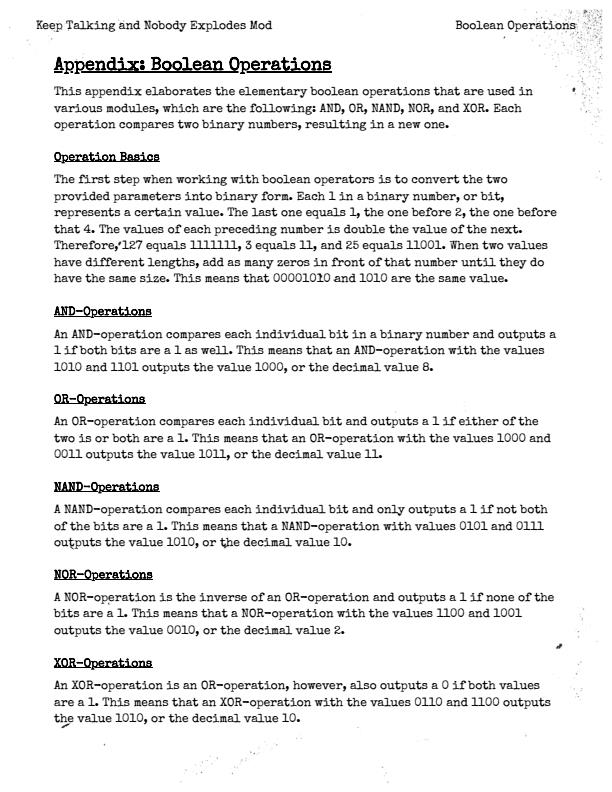 Keep Talking and Nobody Explodes Mod
Boolean Operations
Appendix: Boolean Operations
This appendix elaborates the elementary boolean operations that are used in
various modules, which are the following: AND, OR, NAND, NOR, and XOR. Each
operation compares two binary numbers, resulting in a new one.
Operation Basics
The first step when working with boolean operators is to convert the two
provided parameters into binary form. Each 1 in a binary number, or bit,
represents a certain value. The last one equals 1, the one before 2, the one before
that 4. The values of each preceding number is double the value of the next.
Therefore, 127 equals 1111111, 3 equals 11, and 25 equals 11001. When two values
have different lengths, add as many zeros in front of that number until they do
have the same size. This means that 00001010 and 1010 are the same value.
AND-Operations
An AND-operation compares each individual bit in a binary number and outputs a
1 if both bits are a 1 as well. This means that an AND-operation with the values
1010 and 1101 outputs the value 1000, or the decimal value 8.
OR-Operations
An OR-operation compares each individual bit and outputs a 1 if either of the
two is or both are a 1. This means that an OR-operation with the values 1000 and
0011 outputs the value 1011, or the decimal value 11.
NAND-Operations
A NAND-operation compares each individual bit and only outputs a 1 if not both
of the bits are a 1. This means that a NAND-operation with values 0101 and 0111
outputs the value 1010, or the decimal value 10.
NOR-Operations
A NOR-operation is the inverse of an OR-operation and outputs a 1 if none of the
bits are a 1. This means that a NOR-operation with the values 1100 and 1001
outputs the value 0010, or the decimal value 2.
XOR-Operations
An XOR-operation is an OR-operation, however, also outputs a 0 if both values
are a 1. This means that an XOR-operation with the values 0110 and 1100 outputs
the value 1010, or the decimal value 10.